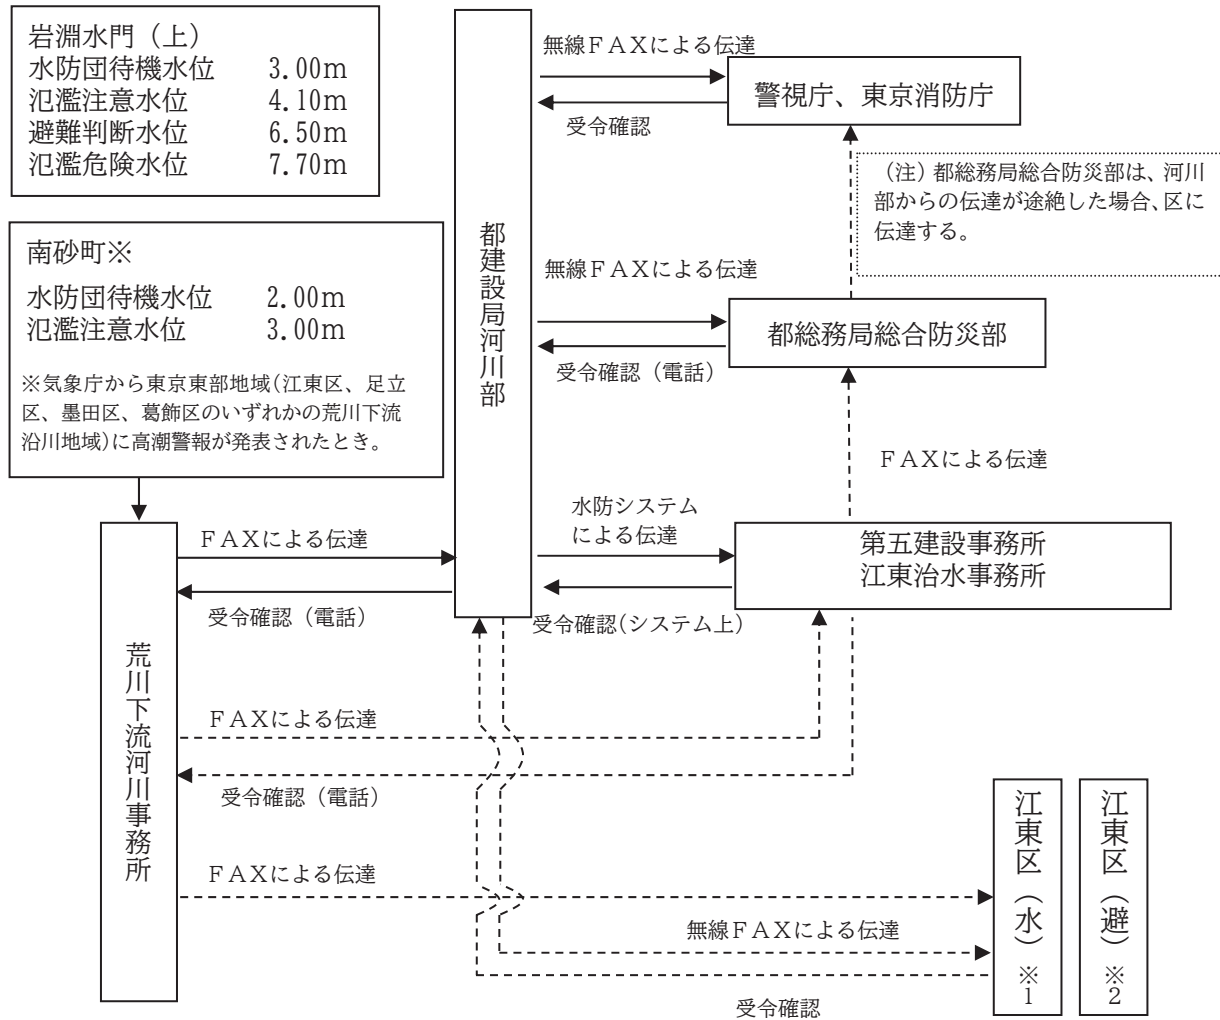 岩淵水門（上）
水防団待機水位 3.00m
氾濫注意水位 4.10m
避難判断水位 6.50m
氾濫危険水位 7.70m
南砂町※
水防団待機水位 2.00m
氾濫注意水位 3.00m
※気象庁から東京東部地域(江東区、足立
区、墨田区、葛飾区のいずれかの荒川下流
沿川地域)に高潮警報が発表されたとき。
都建設局河川部
無線ＦＡＸによる伝達
受令確認
警視庁、東京消防庁
（注）都総務局総合防災部は、河川
部からの伝達が途絶した場合、区に
伝達する。
無線ＦＡＸによる伝達
受令確認（電話）
都総務局総合防災部
ＦＡＸによる伝達
水防システム
による伝達
受令確認(システム上)
第五建設事務所
江東治水事務所
ＦＡＸによる伝達
受令確認（電話）
荒川下流河川事務所
ＦＡＸによる伝達
受令確認（電話）
ＦＡＸによる伝達
無線ＦＡＸによる伝達
受令確認
江東区（水）※1
江東区（避）※2